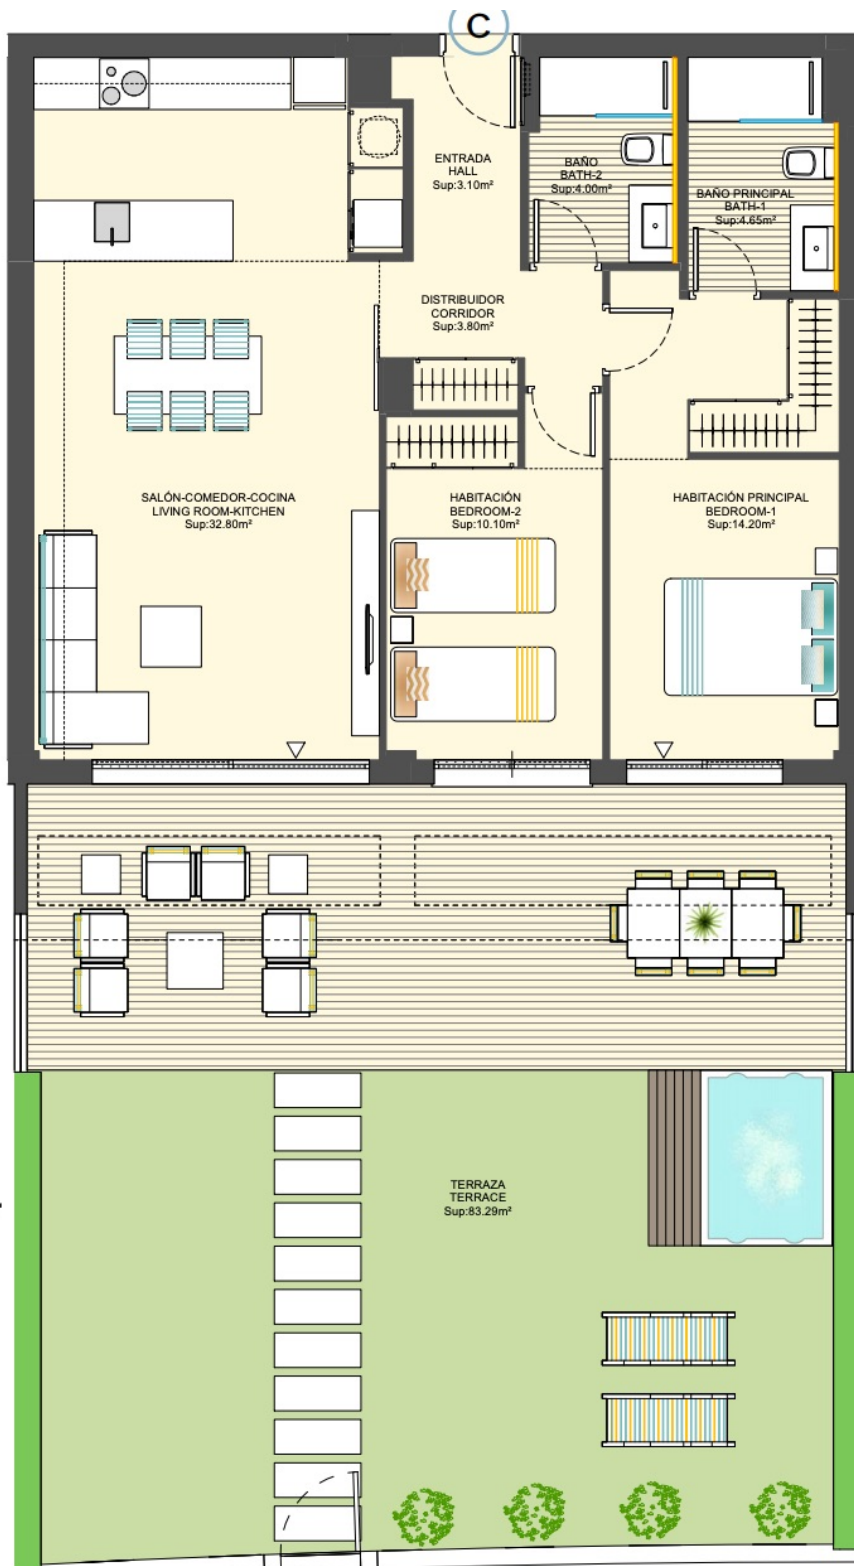 C
ENTRADA
HALL
Sup:3.10m²
BAÑO
BATH-2
Sup:4.00m²
BAÑO PRINCIPAL
BATH-1
Sup:4.65m²
DISTRIBUIDOR
CORRIDOR
Sup:3.80m²
SALÓN-COMEDOR-COCINA
LIVING ROOM-KITCHEN
Sup:32.80m²
HABITACIÓN
BEDROOM-2
Sup:10.10m²
HABITACIÓN PRINCIPAL
BEDROOM-1
Sup:14.20m²
TERRAZA
TERRACE
Sup:83.29m²